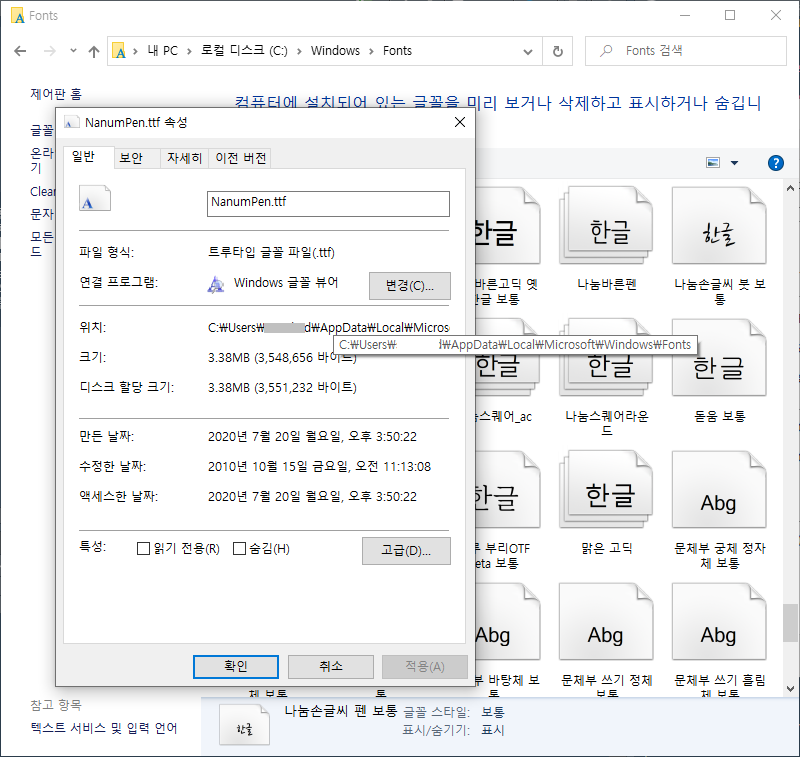 Fonts
내 PC > 로컬 디스크 (C:) > Windows > Fonts
Fonts 검색
제어판 홈
글꼴
온라
기
Clear
문자
모든
드
컴퓨터에 설치되어 있는 글꼴을 미리 보거나 삭제하고 표시하거나 숨깁니
NanumPen.ttf 속성
일반
보안
자세히
이전 버전
NanumPen.ttf
파일 형식:
트루타입 글꼴 파일(.ttf)
연결 프로그램:
Windows 글꼴 뷰어
변경(C)...
위치:
C:₩Users₩ d₩AppData₩Local₩Micros
C:₩Users₩ d₩AppData₩Local₩Microsoft₩Windows₩Fonts
크기:
3.38MB (3,548,656 바이트)
디스크 할당 크기:
3.38MB (3,551,232 바이트)
만든 날짜:
2020년 7월 20일 월요일, 오후 3:50:22
수정한 날짜:
2010년 10월 15일 금요일, 오전 11:13:08
액세스한 날짜:
2020년 7월 20일 월요일, 오후 3:50:22
특성:
읽기 전용(R)
숨김(H)
고급(D)...
확인
취소
적용(A)
한글
한글
한글
바른고딕 옛
한글 보통
나눔바른펜
나눔손글씨 붓 보
통
한글
한글
한글
스퀘어_ac
나눔스퀘어라운
드
돋움 보통
한글
한글
Abg
부리OTF
eta 보통
맑은 고딕
문체부 궁체 정자
체 보통
Abg
Abg
Abg
바탕체 보
통
문체부 쓰기 정체
보통
문체부 쓰기 흘림
체 보통
체 보통
참고 항목
텍스트 서비스 및 입력 언어
한글
나눔손글씨 펜 보통
글꼴 스타일: 보통
표시/숨기기: 표시